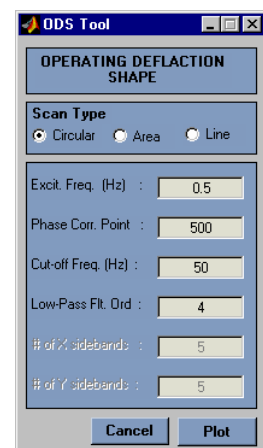 ODS Tool
OPERATING DEFLACTION
SHAPE
Scan Type
Circular Area Line
Excit. Freq. (Hz) : 0.5
Phase Corr. Point : 500
Cut-off Freq. (Hz) : 50
Low-Pass Flt. Ord : 4
# of X sidebands : 5
# of Y sidebands : 5
Cancel Plot